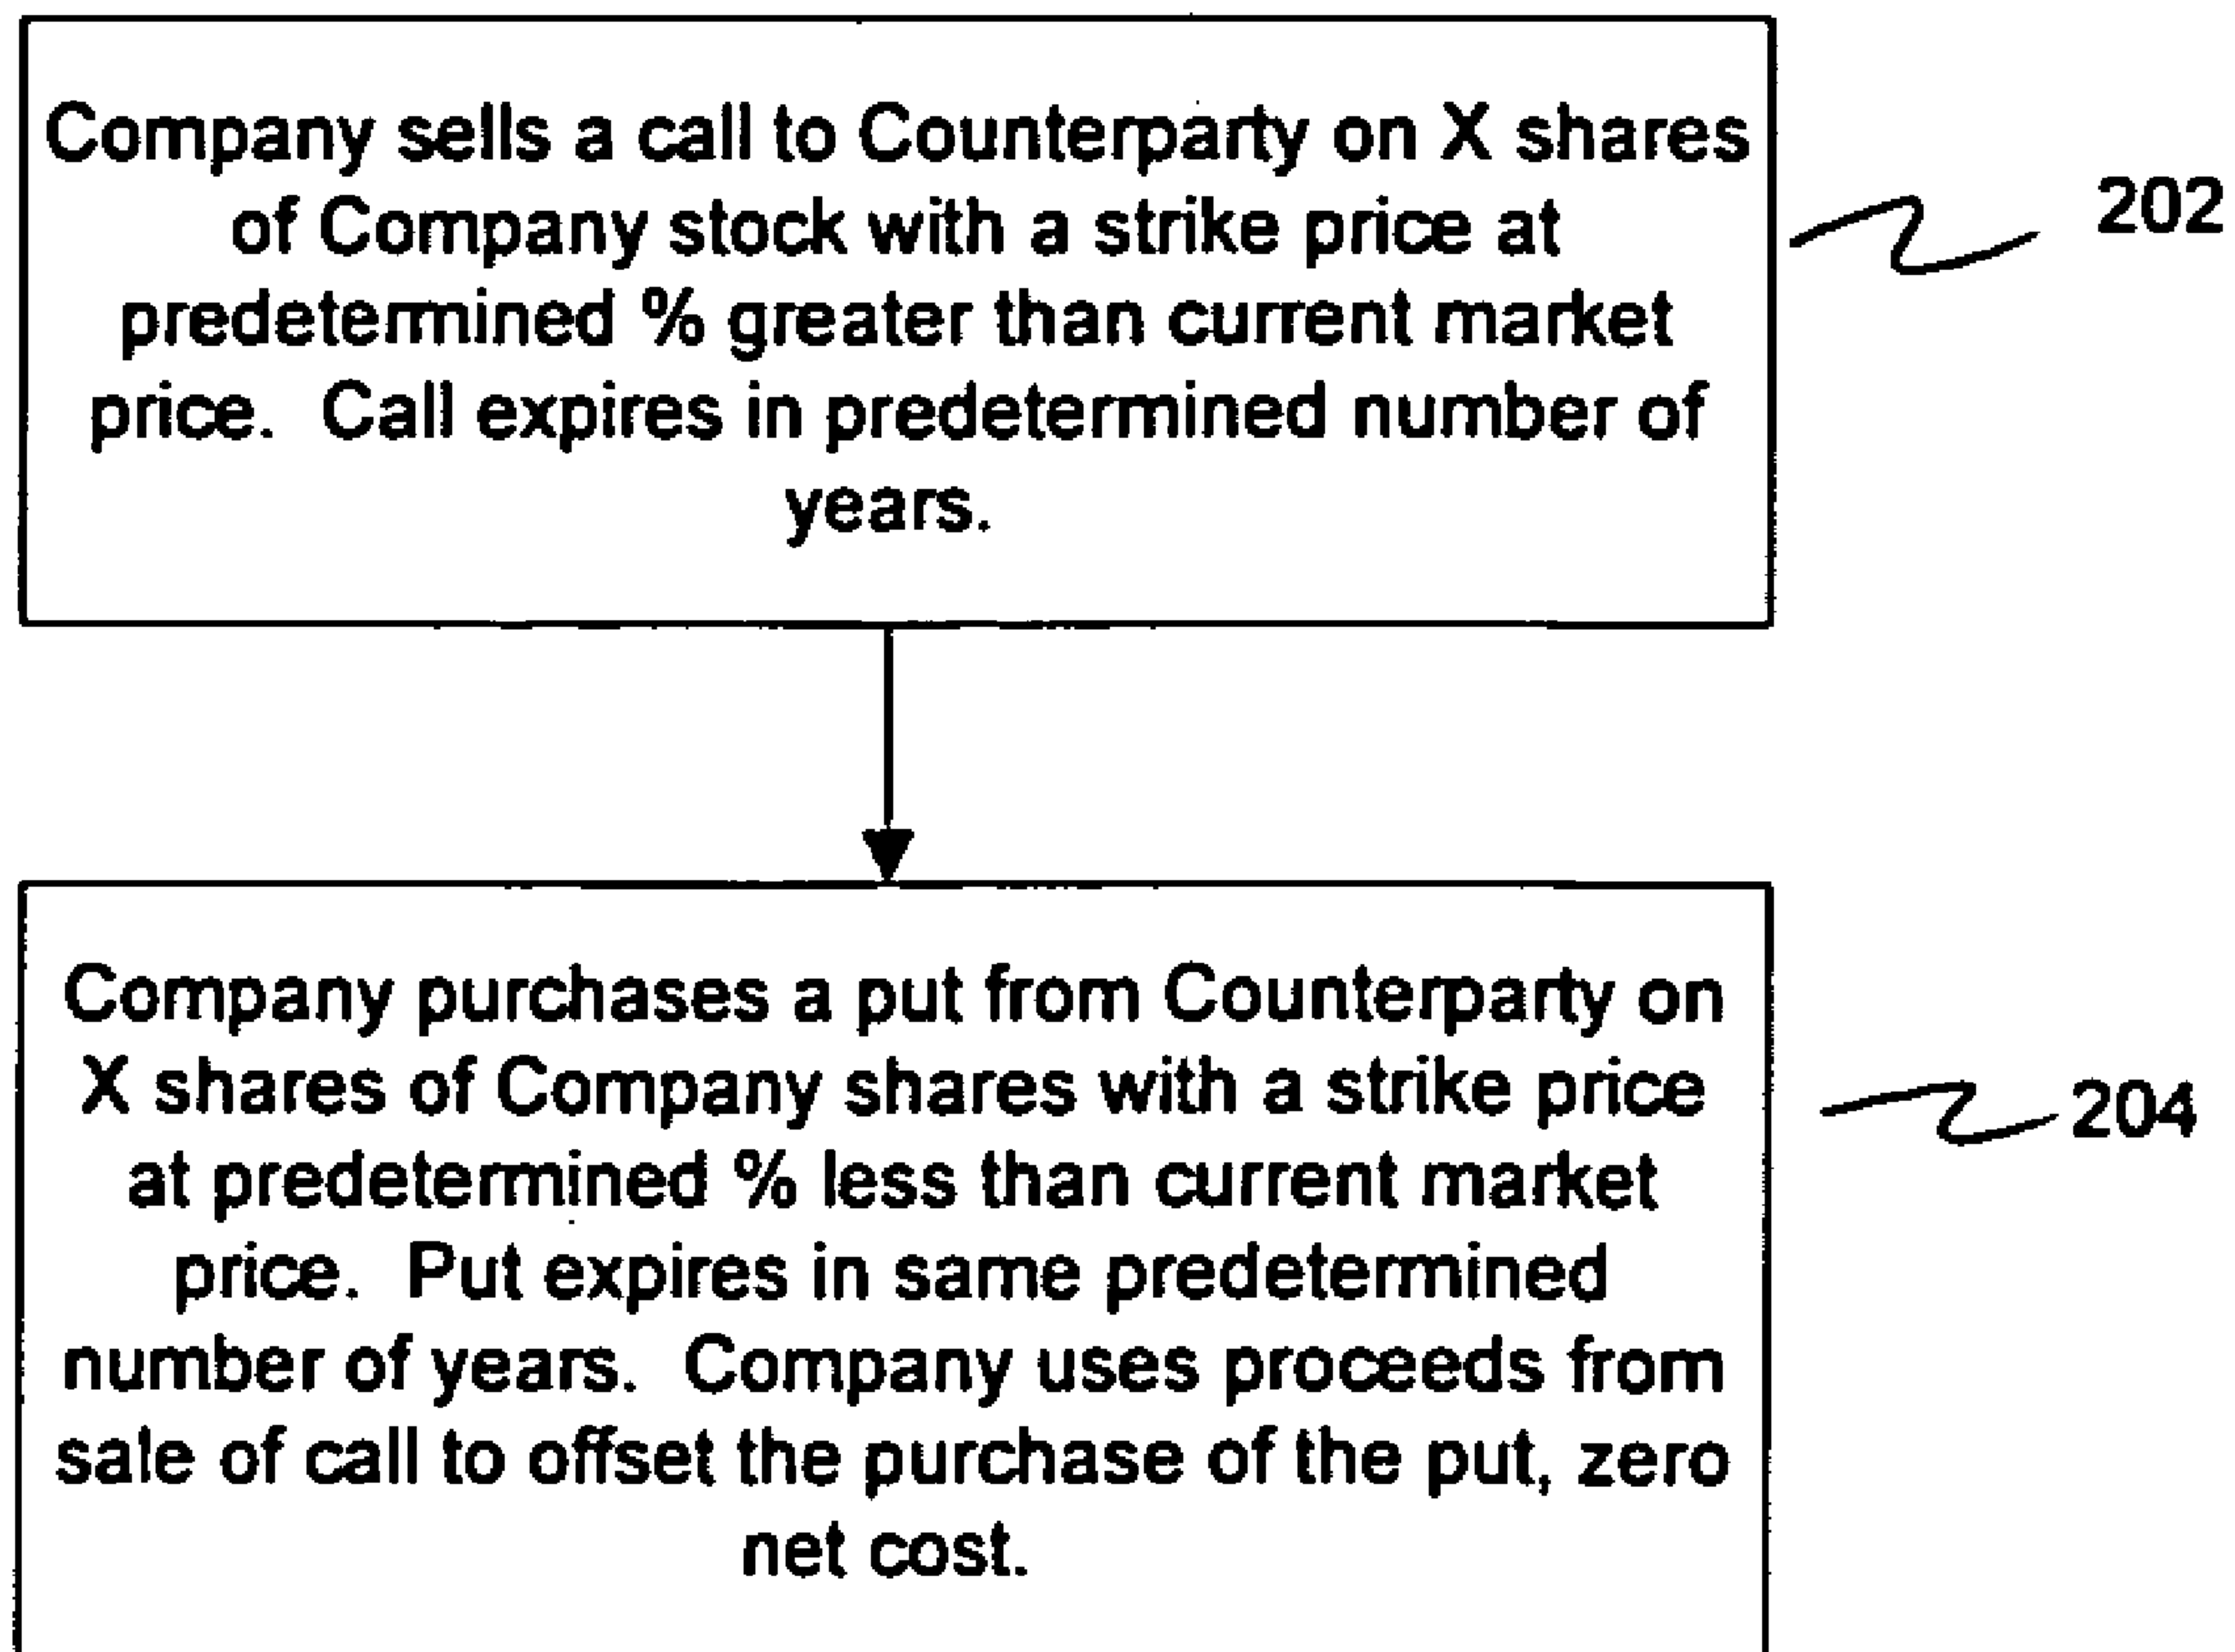 Company sells a call to Counterparty on X shares
of Company stock with a strike price at
predetermined % greater than current market
price. Call expires in predetermined number of
years.
202
Company purchases a put from Counterparty on
X shares of Company shares with a strike price
at predetermined % less than current market
price. Put expires in same predetermined
number of years. Company uses proceeds from
sale of call to offset the purchase of the put, zero
net cost.
204